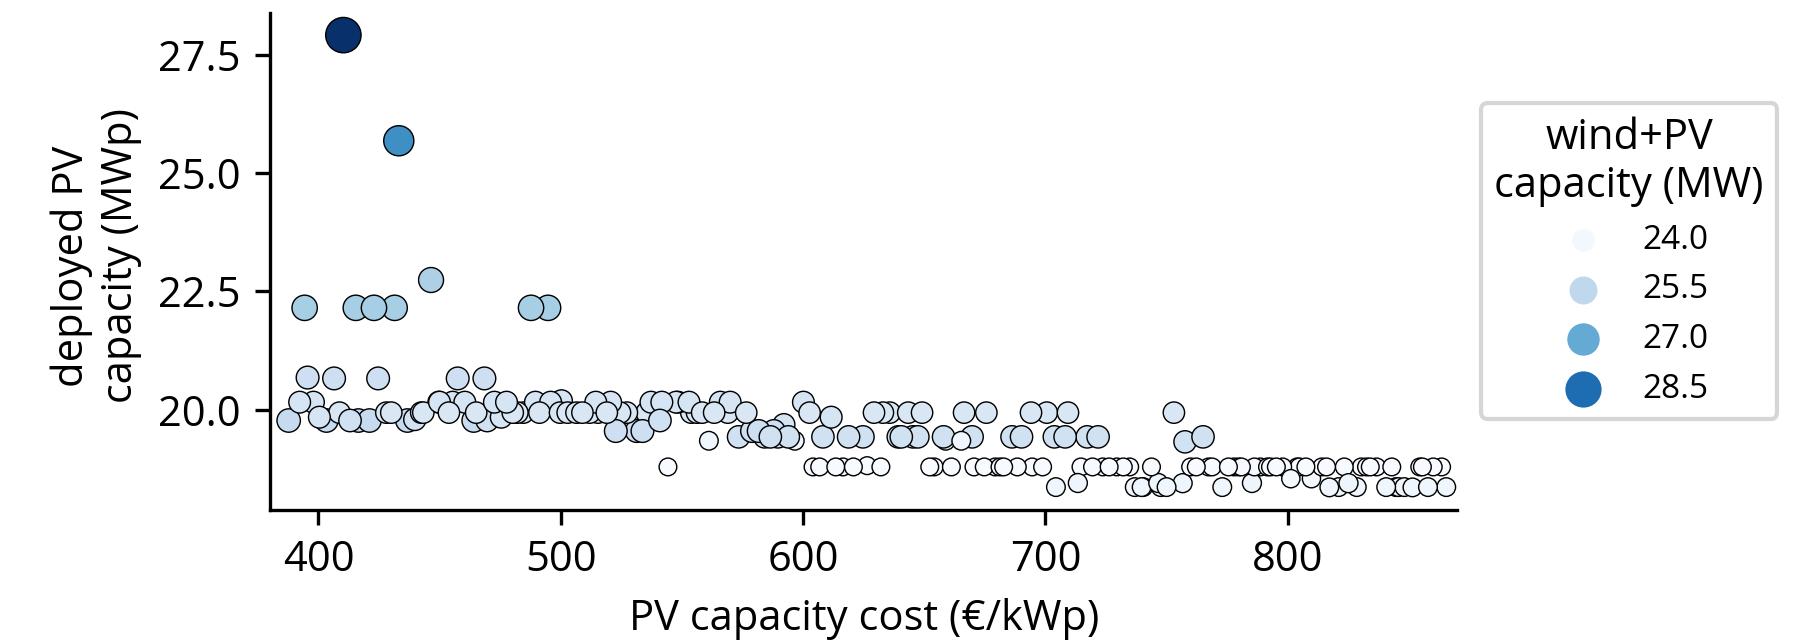 deployed PV
capacity (MWp)
27.5
25.0
22.5
20.0
400
500
600
700
800
PV capacity cost (€/kWp)
wind+PV
capacity (MW)
24.0
25.5
27.0
28.5